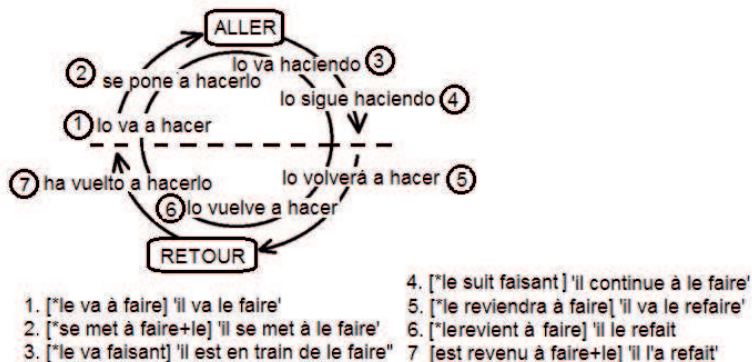 ALLER
lo va haciendo ③
② se pone a hacerlo
lo sigue haciendo ④
① lo va a hacer
⑦ ha vuelto a hacerlo
lo volverá a hacer ⑤
⑥ lo vuelve a hacer
RETOUR
1. [*le va à faire] 'il va le faire'
2. [*se met à faire+le] 'il se met à le faire'
3. [*le va faisant] 'il est en train de le faire"
4. [*le suit faisant] 'il continue à le faire'
5. [*le reviendra à faire] 'il va le refaire'
6. [*lerevient à faire] 'il le refait
7 [est revenu à faire+le] 'il l'a refait'